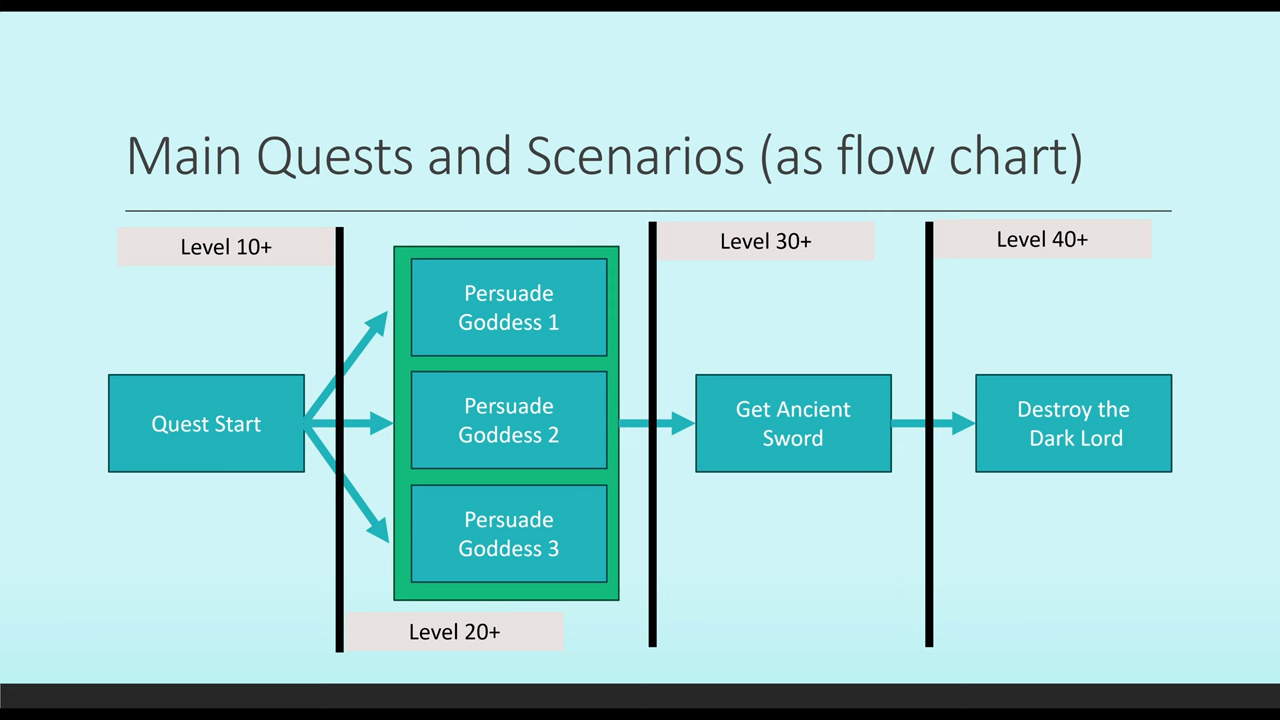 Main Quests and Scenarios (as flow chart)
Level 10+
Level 30+
Level 40+
Persuade
Goddess 1
Quest Start
Persuade
Goddess 2
Get Ancient
Sword
Destroy the
Dark Lord
Persuade
Goddess 3
Level 20+